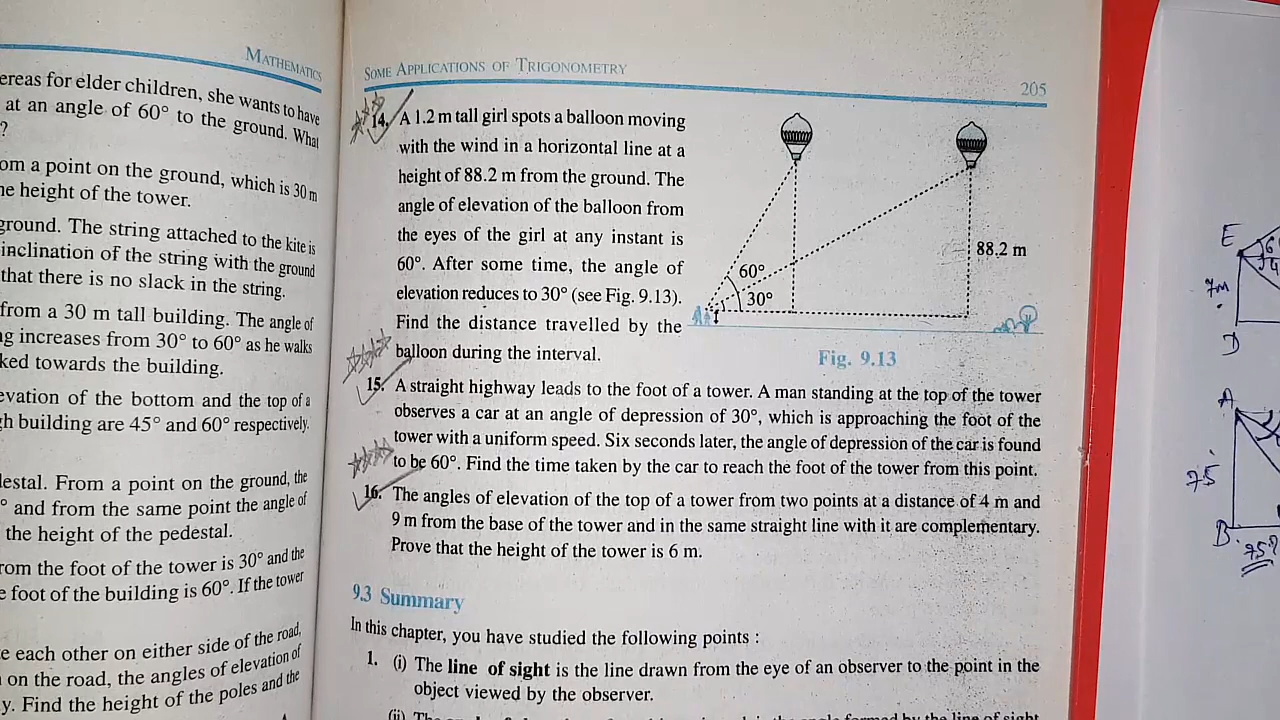 MATHEMATICS
ereas for elder children, she wants to have
at an angle of 60° to the ground. What
?
om a point on the ground, which is 30 m
ne height of the tower.
ground. The string attached to the kite is
inclination of the string with the ground
that there is no slack in the string.
from a 30 m tall building. The angle of
ng increases from 30° to 60° as he walks
ked towards the building.
evation of the bottom and the top of a
gh building are 45° and 60° respectively.
destal. From a point on the ground, the
° and from the same point the angle of
the height of the pedestal.
rom the foot of the tower is 30° and the
e foot of the building is 60°. If the tower
e each other on either side of the road,
on the road, the angles of elevation of
y. Find the height of the poles and the
SOME APPLICATIONS OF TRIGONOMETRY
205
14. A 1.2 m tall girl spots a balloon moving
with the wind in a horizontal line at a
height of 88.2 m from the ground. The
angle of elevation of the balloon from
the eyes of the girl at any instant is
60°. After some time, the angle of
elevation reduces to 30° (see Fig. 9.13).
Find the distance travelled by the
balloon during the interval.
60°
30°
88.2 m
Fig. 9.13
15. A straight highway leads to the foot of a tower. A man standing at the top of the tower
observes a car at an angle of depression of 30°, which is approaching the foot of the
tower with a uniform speed. Six seconds later, the angle of depression of the car is found
to be 60°. Find the time taken by the car to reach the foot of the tower from this point.
16. The angles of elevation of the top of a tower from two points at a distance of 4 m and
9 m from the base of the tower and in the same straight line with it are complementary.
Prove that the height of the tower is 6 m.
9.3 Summary
In this chapter, you have studied the following points :
1. (i) The line of sight is the line drawn from the eye of an observer to the point in the
object viewed by the observer.
(ii) The
line of sight
E
7m
D
A
75
B